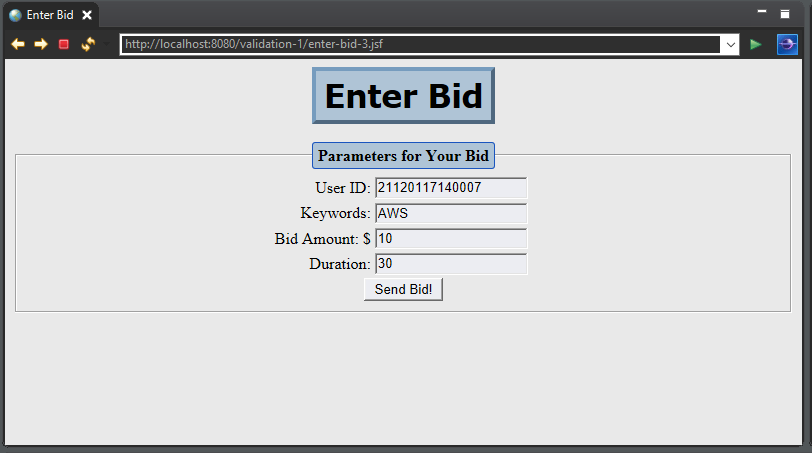 Enter Bid
http://localhost:8080/validation-1/enter-bid-3.jsf
Enter Bid
Parameters for Your Bid
User ID: 21120117140007
Keywords: AWS
Bid Amount: $ 10
Duration: 30
Send Bid!